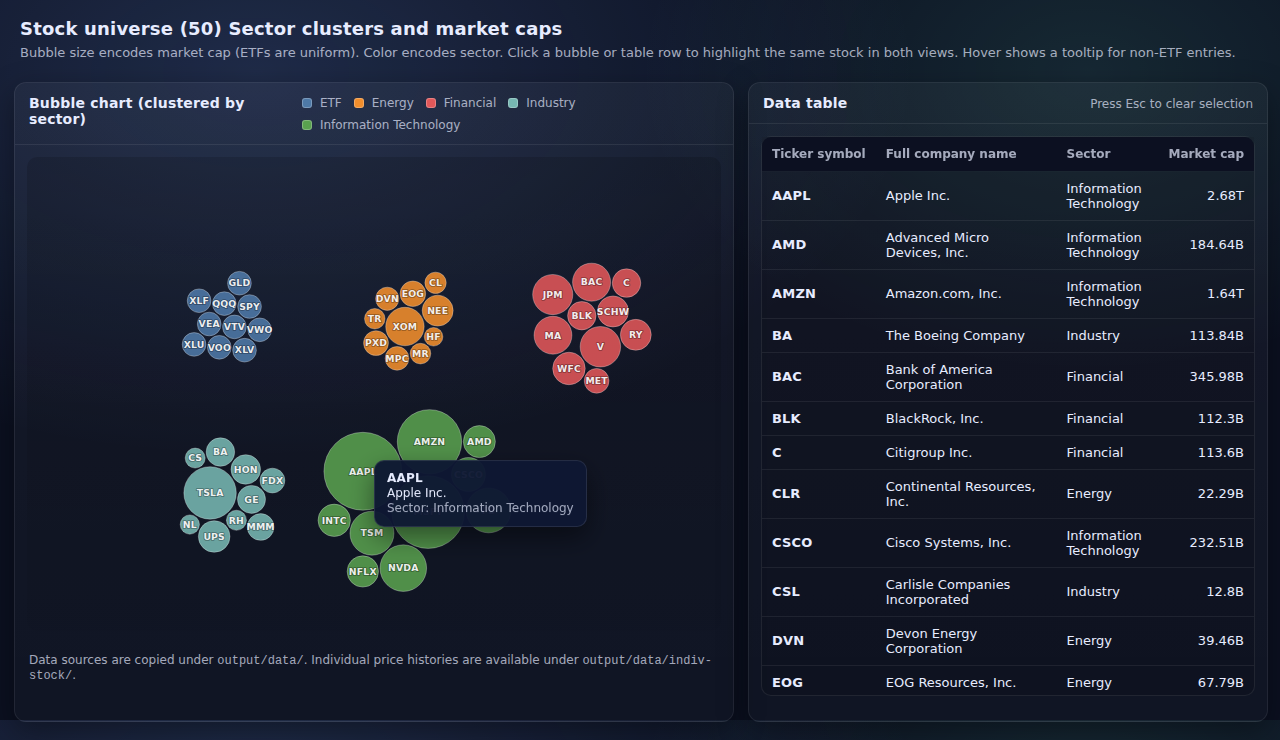 Stock universe (50) Sector clusters and market caps
Bubble size encodes market cap (ETFs are uniform). Color encodes sector. Click a bubble or table row to highlight the same stock in both views. Hover shows a tooltip for non-ETF entries.
Bubble chart (clustered by sector)
ETF
Energy
Financial
Industry
Information Technology
GLD
XLF
QQQ
SPY
VEA
VTV
VWO
XLU
VOO
XLV
CL
DVN
EOG
NEE
TR
XOM
HF
PXD
MPC
MR
BAC
C
JPM
BLK
SCHW
MA
V
RY
WFC
MET
CS
BA
HON
FDX
TSLA
GE
NL
RH
MMM
UPS
AMZN
AMD
AAPL
INTC
TSM
NFLX
NVDA
AAPL
Apple Inc.
Sector: Information Technology
Data sources are copied under output/data/. Individual price histories are available under output/data/indiv-
stock/.
Data table
Press Esc to clear selection
Ticker symbol Full company name Sector Market cap
AAPL Apple Inc. Information Technology 2.68T
AMD Advanced Micro Devices, Inc. Information Technology 184.64B
AMZN Amazon.com, Inc. Information Technology 1.64T
BA The Boeing Company Industry 113.84B
BAC Bank of America Corporation Financial 345.98B
BLK BlackRock, Inc. Financial 112.3B
C Citigroup Inc. Financial 113.6B
CLR Continental Resources, Inc. Energy 22.29B
CSCO Cisco Systems, Inc. Information Technology 232.51B
CSL Carlisle Companies Incorporated Industry 12.8B
DVN Devon Energy Corporation Energy 39.46B
EOG EOG Resources, Inc. Energy 67.79B